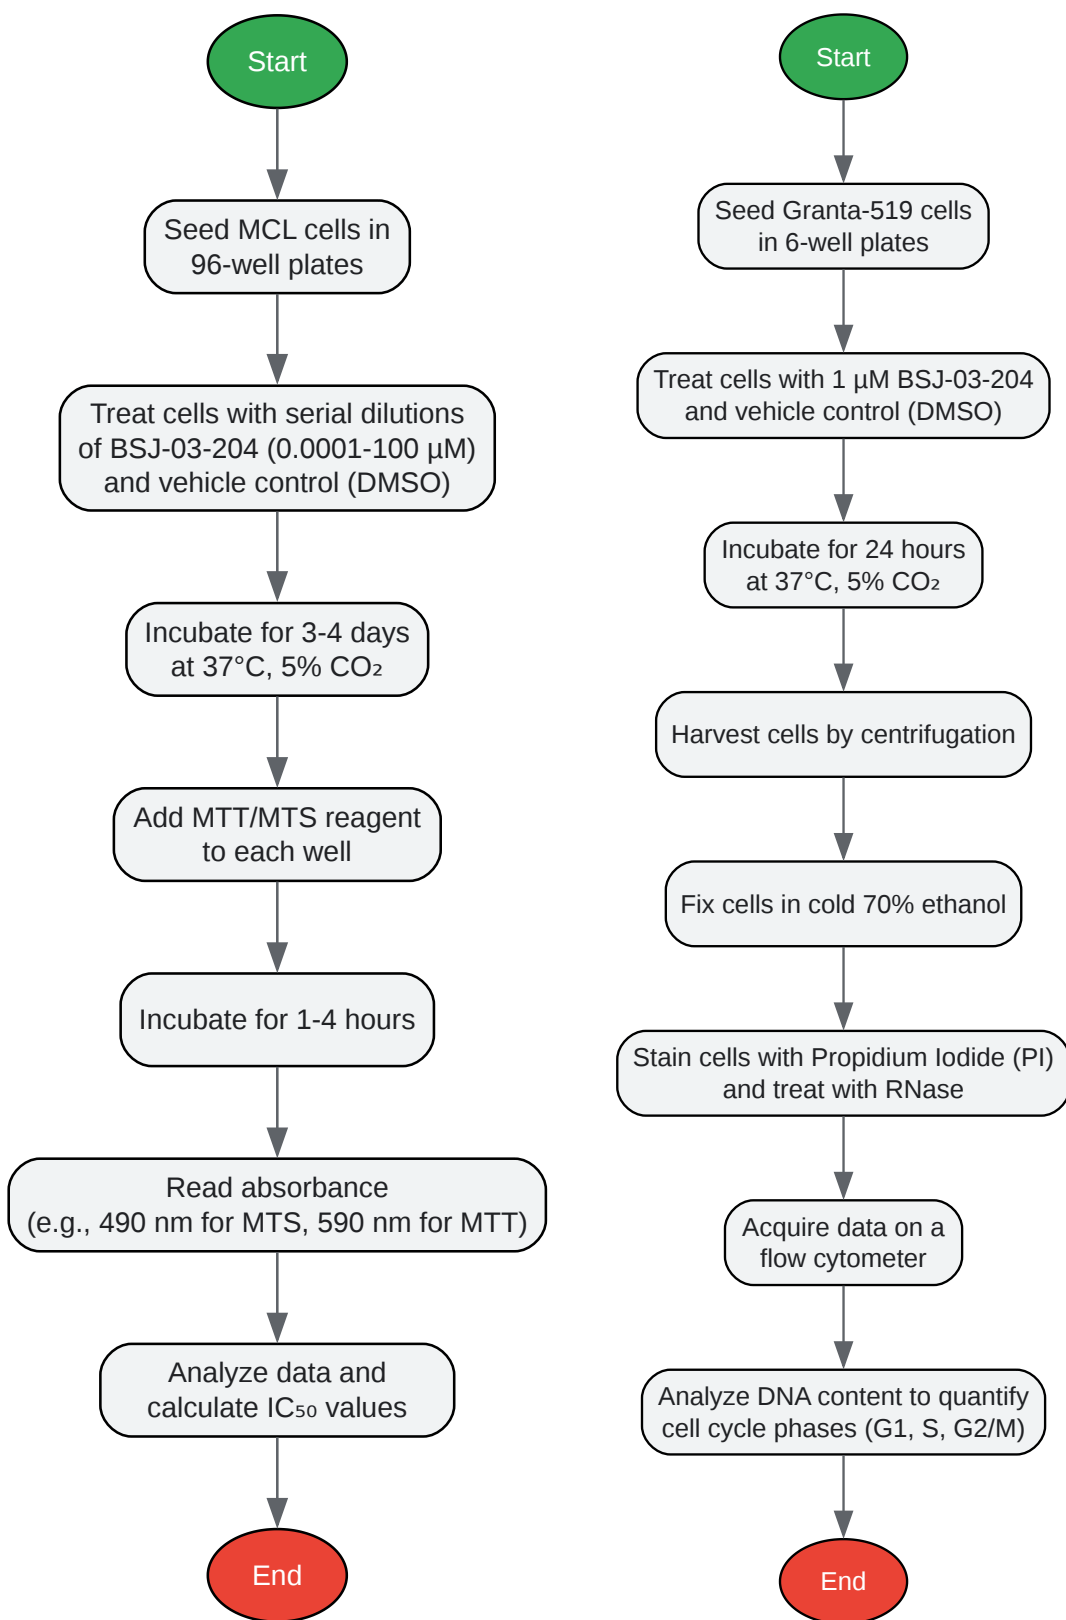 Start
Seed MCL cells in
96-well plates
Treat cells with serial dilutions
of BSJ-03-204 (0.0001-100 µM)
and vehicle control (DMSO)
Incubate for 3-4 days
at 37°C, 5% CO₂
Add MTT/MTS reagent
to each well
Incubate for 1-4 hours
Read absorbance
(e.g., 490 nm for MTS, 590 nm for MTT)
Analyze data and
calculate IC₅₀ values
End
Start
Seed Granta-519 cells
in 6-well plates
Treat cells with 1 µM BSJ-03-204
and vehicle control (DMSO)
Incubate for 24 hours
at 37°C, 5% CO₂
Harvest cells by centrifugation
Fix cells in cold 70% ethanol
Stain cells with Propidium Iodide (PI)
and treat with RNase
Acquire data on a
flow cytometer
Analyze DNA content to quantify
cell cycle phases (G1, S, G2/M)
End